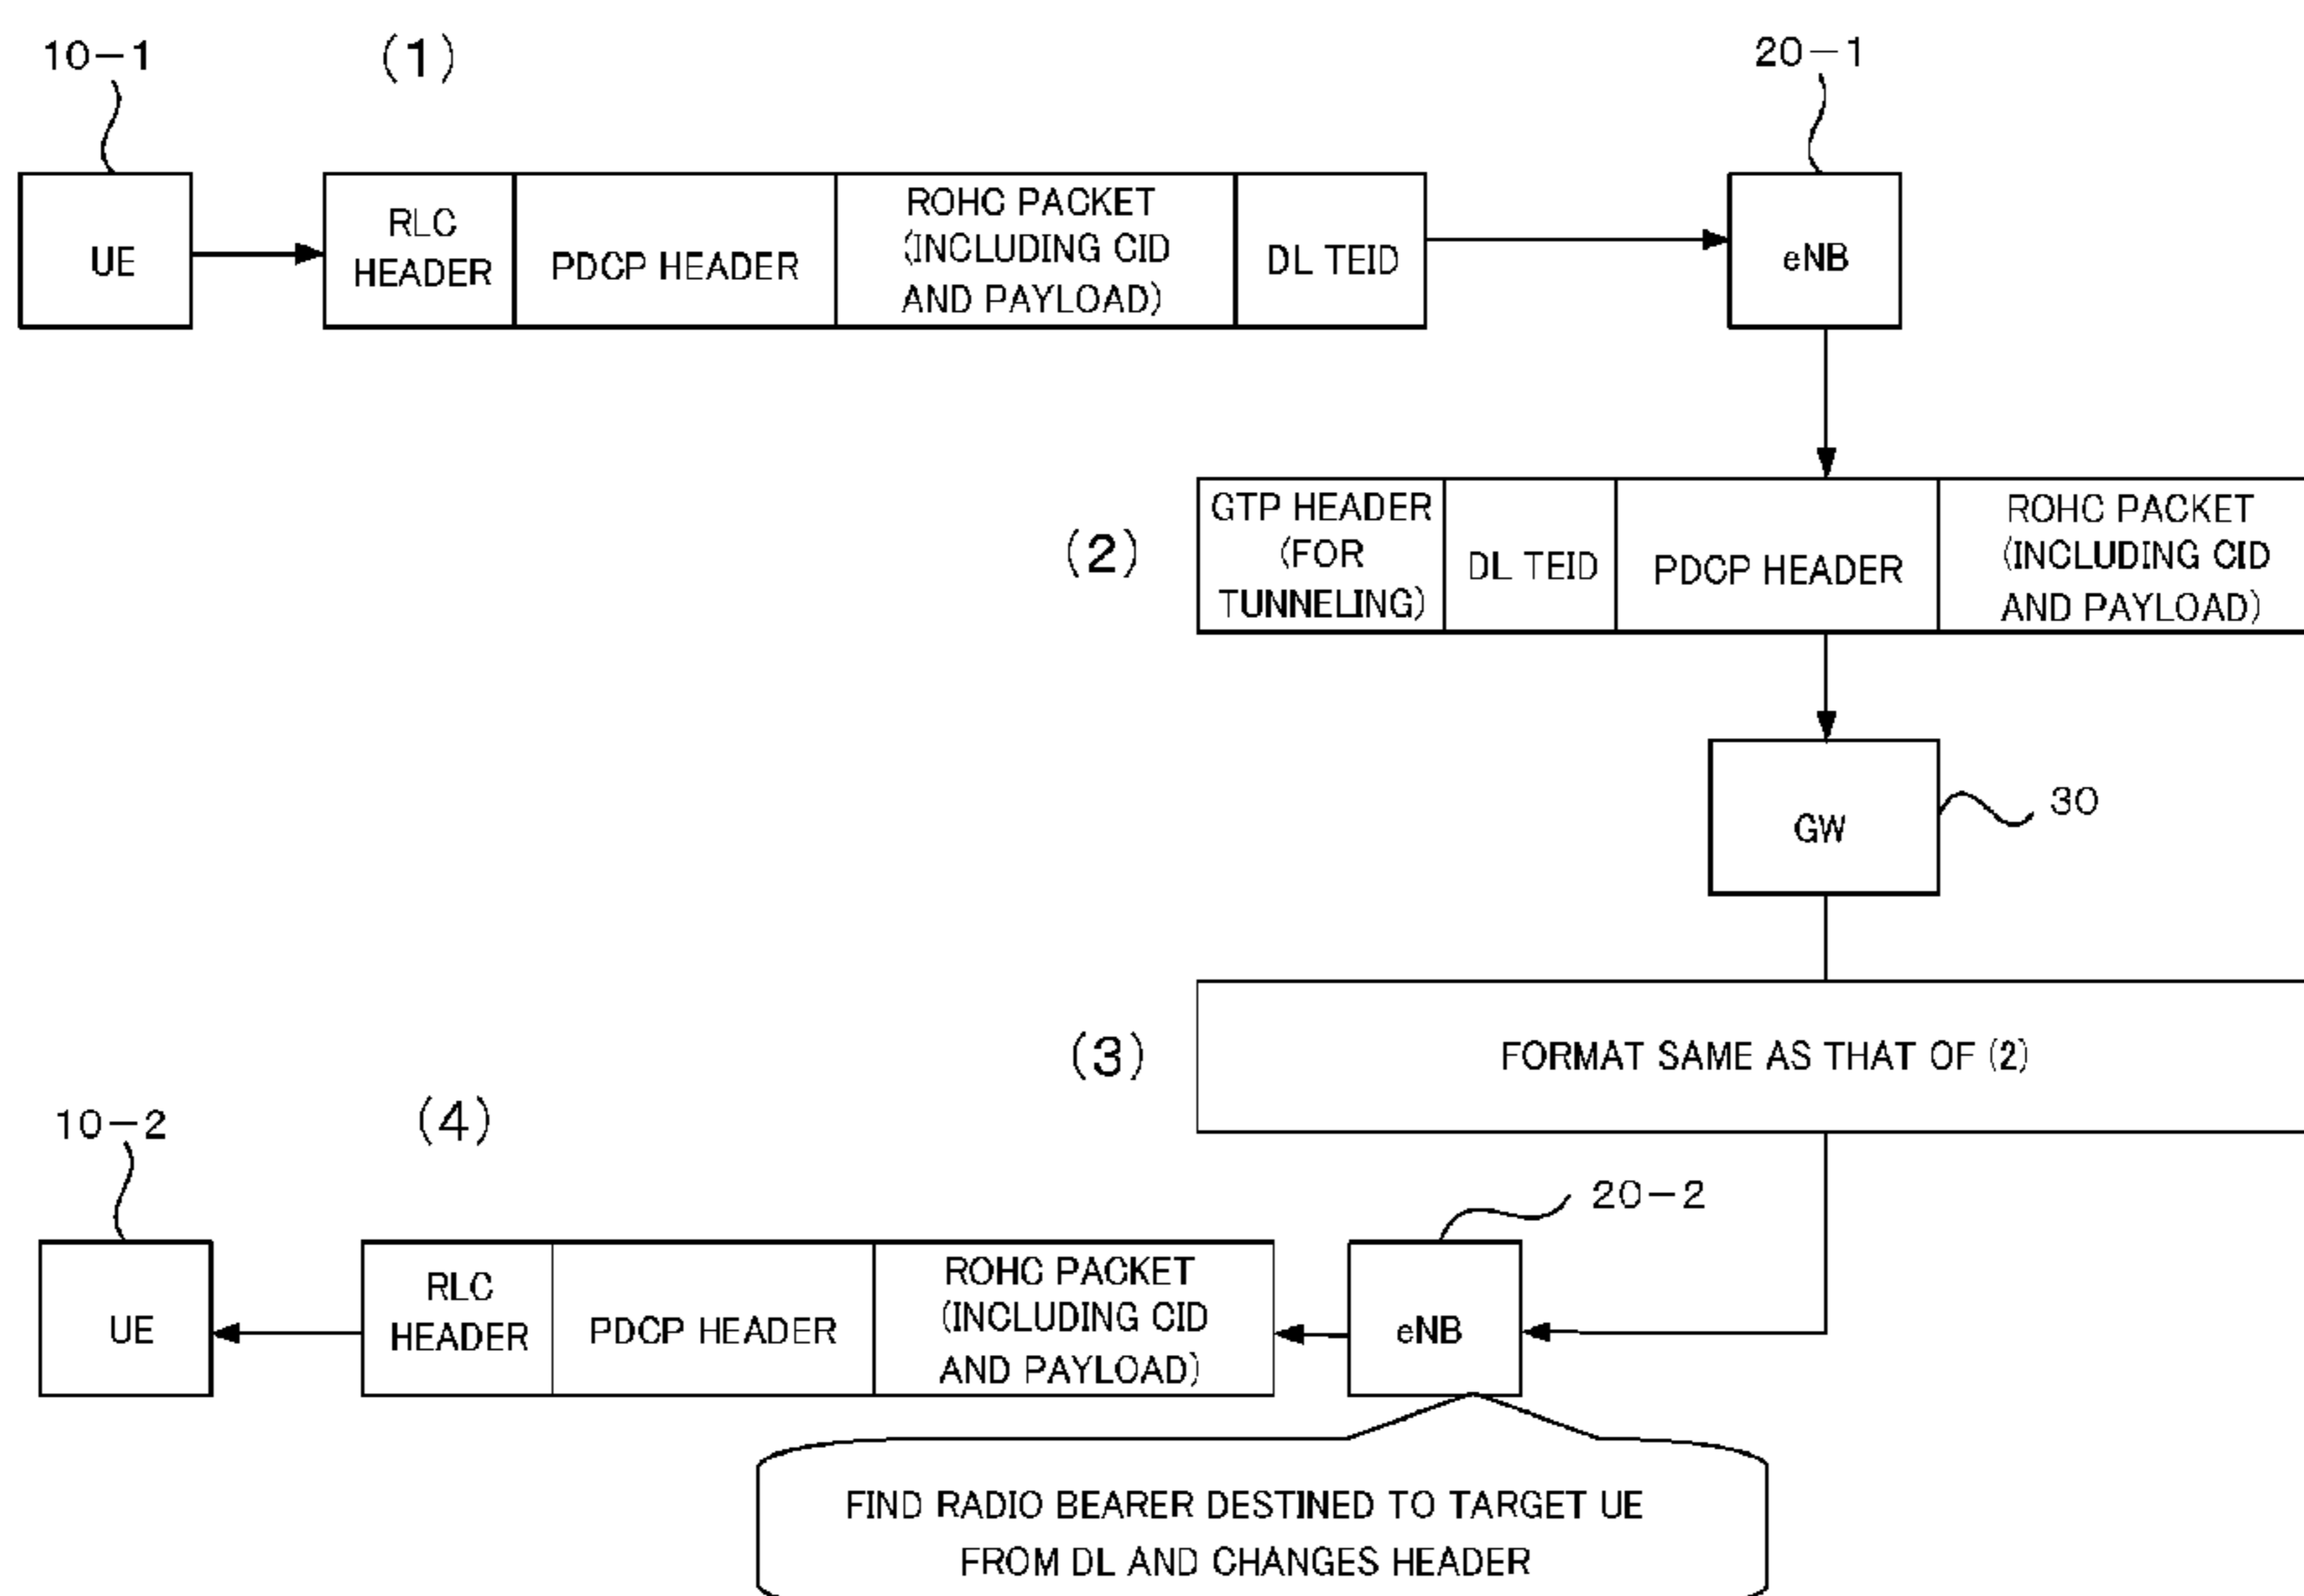 10-1
(1)
20-1
UE
RLC
HEADER
PDCP HEADER
ROHC PACKET
(INCLUDING CID
AND PAYLOAD)
DL TEID
eNB
(2)
GTP HEADER
(FOR
TUNNELING)
DL TEID
PDCP HEADER
ROHC PACKET
(INCLUDING CID
AND PAYLOAD)
GW
30
(3)
FORMAT SAME AS THAT OF (2)
10-2
(4)
20-2
UE
RLC
HEADER
PDCP HEADER
ROHC PACKET
(INCLUDING CID
AND PAYLOAD)
eNB
FIND RADIO BEARER DESTINED TO TARGET UE
FROM DL AND CHANGES HEADER